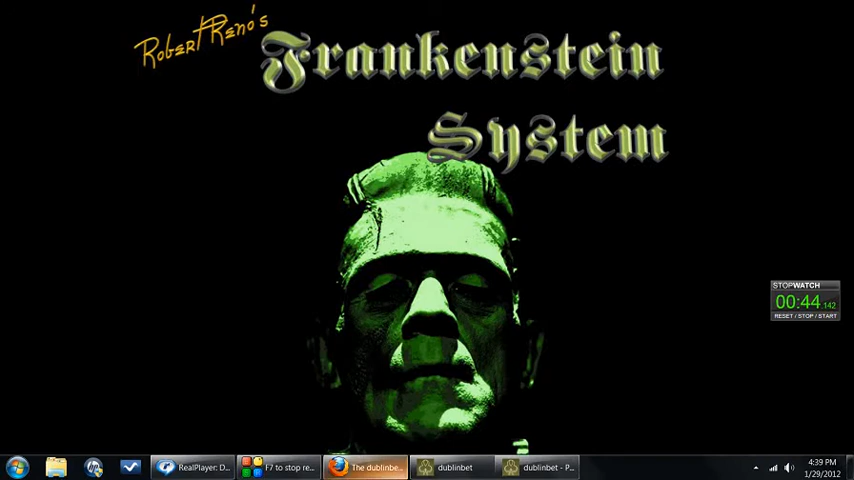 Robert Reno's
Frankenstein
System
STOPWATCH
00:44.142
RESET / STOP / START
RealPlayer: D...
F7 to stop re...
The dublinbe...
dublinbet
dublinbet - P...
4:39 PM
1/29/2012